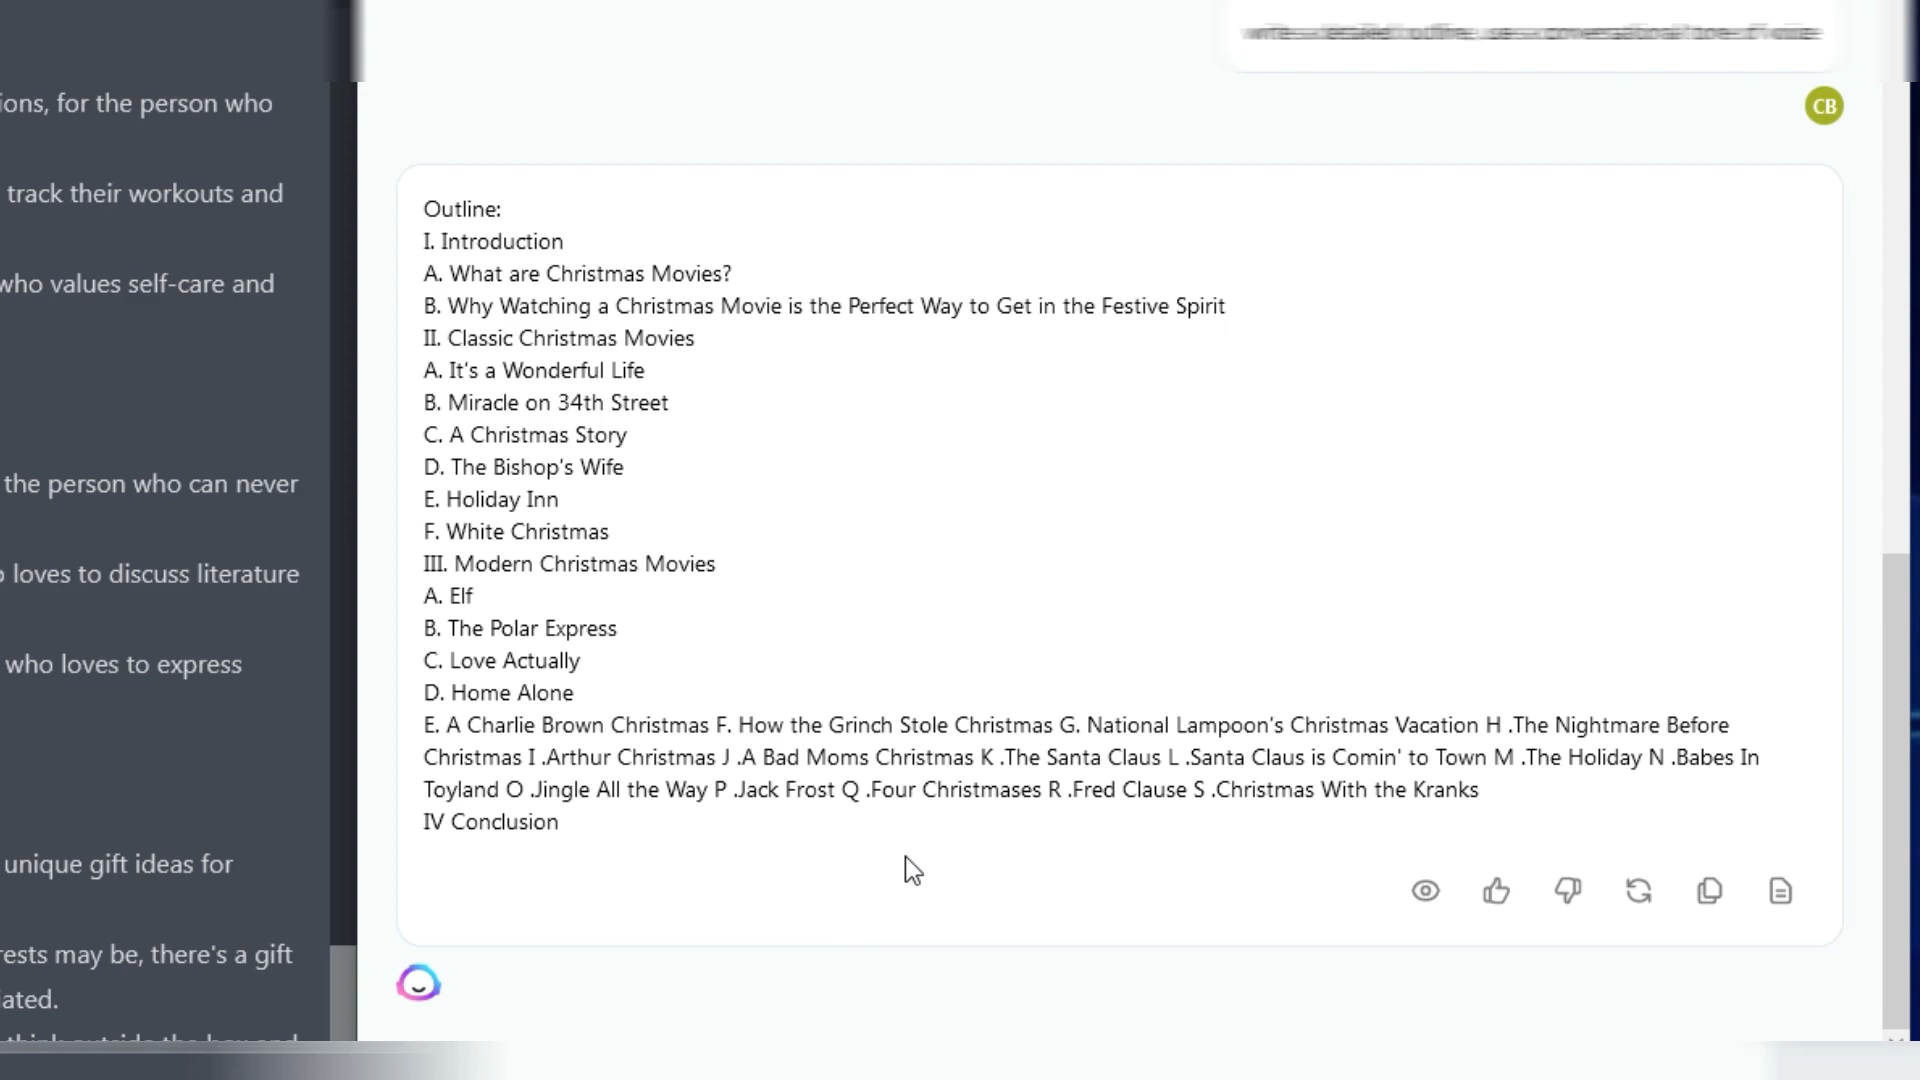 ions, for the person who
track their workouts and
who values self-care and
the person who can never
loves to discuss literature
who loves to express
unique gift ideas for
rests may be, there's a gift
iated.
CB
Outline:
I. Introduction
A. What are Christmas Movies?
B. Why Watching a Christmas Movie is the Perfect Way to Get in the Festive Spirit
II. Classic Christmas Movies
A. It's a Wonderful Life
B. Miracle on 34th Street
C. A Christmas Story
D. The Bishop's Wife
E. Holiday Inn
F. White Christmas
III. Modern Christmas Movies
A. Elf
B. The Polar Express
C. Love Actually
D. Home Alone
E. A Charlie Brown Christmas F. How the Grinch Stole Christmas G. National Lampoon's Christmas Vacation H .The Nightmare Before
Christmas I .Arthur Christmas J .A Bad Moms Christmas K .The Santa Claus L .Santa Claus is Comin' to Town M .The Holiday N .Babes In
Toyland O .Jingle All the Way P .Jack Frost Q .Four Christmases R .Fred Clause S .Christmas With the Kranks
IV Conclusion